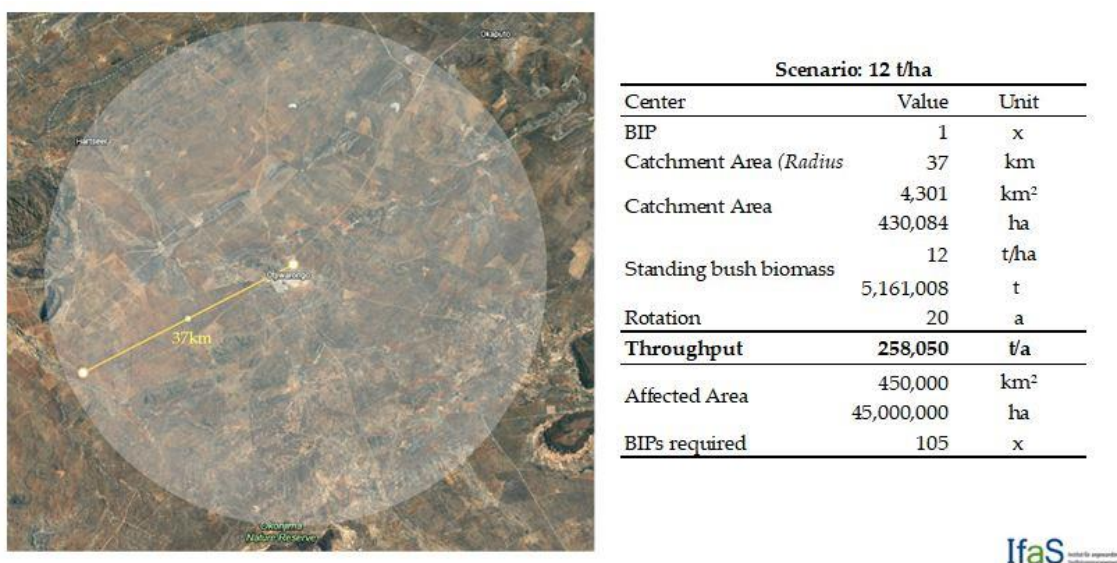 Okaputo
37km
Okonjima
Nature Reserve
Scenario: 12 t/ha
Center Value Unit
BIP 1 x
Catchment Area (Radius 37 km
Catchment Area 4,301 km²
430,084 ha
Standing bush biomass 12 t/ha
5,161,008 t
Rotation 20 a
Throughput 258,050 t/a
Affected Area 450,000 km²
45,000,000 ha
BIPs required 105 x
IfaS